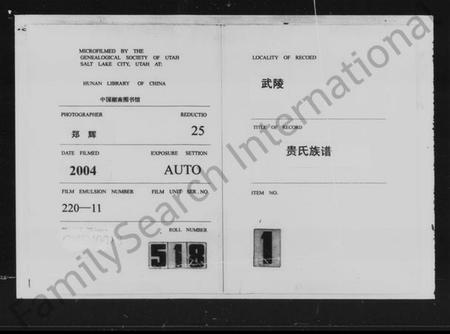 MICROFILMED BY THE
GENEALOGICAL SOCIETY OF UTAH
SALT LAKE CITY, UTAH AT:
HUNAN LIBRARY OF CHINA
中国湖南图书馆
PHOTOGRAPHER REDUCTIO
郑 辉 25
DATE FILMED EXPOSURE SETTION
2004 AUTO
FILM EMULSION NUMBER FILM UNIT SER. NO.
220—11
ROLL NUMBER
518
LOCALITY OF RECORD
武陵
TITLE OF RECORD
贵氏族谱
ITEM NO.
1
FamilySearch International